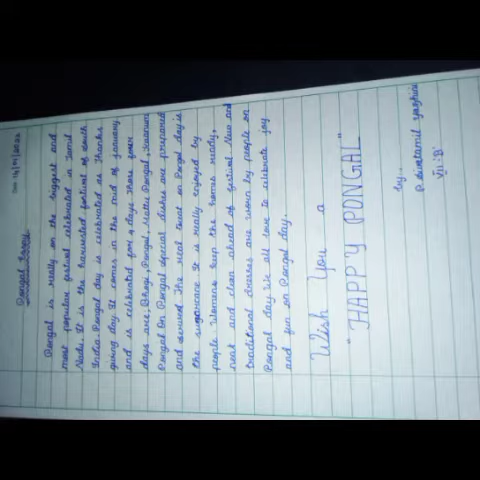 14/01/2022
Pongal Essay
Pongal is really on the biggest and
most popular festival celebrated in Tamil
Nadu. It is the harvested festival of south
India. Pongal day is celebrated as Thanks
giving day. It comes in the mid of January
and is celebrated for 4 days. These four
days are, Bhogi, Pongal, Mattu Pongal, Kaanum
Pongal. On Pongal special dishes are prepared
and served. The real treat on Pongal day is
the sugarcane. It is really enjoyed by
people. Womens keep the homes ready,
neat and clean ahead of festival. New and
traditional dresses are worn by people on
Pongal day. We all love to celebrate joy
and fun on Pongal day.
Wish You a
"HAPPY PONGAL"
by,
VII-'B'